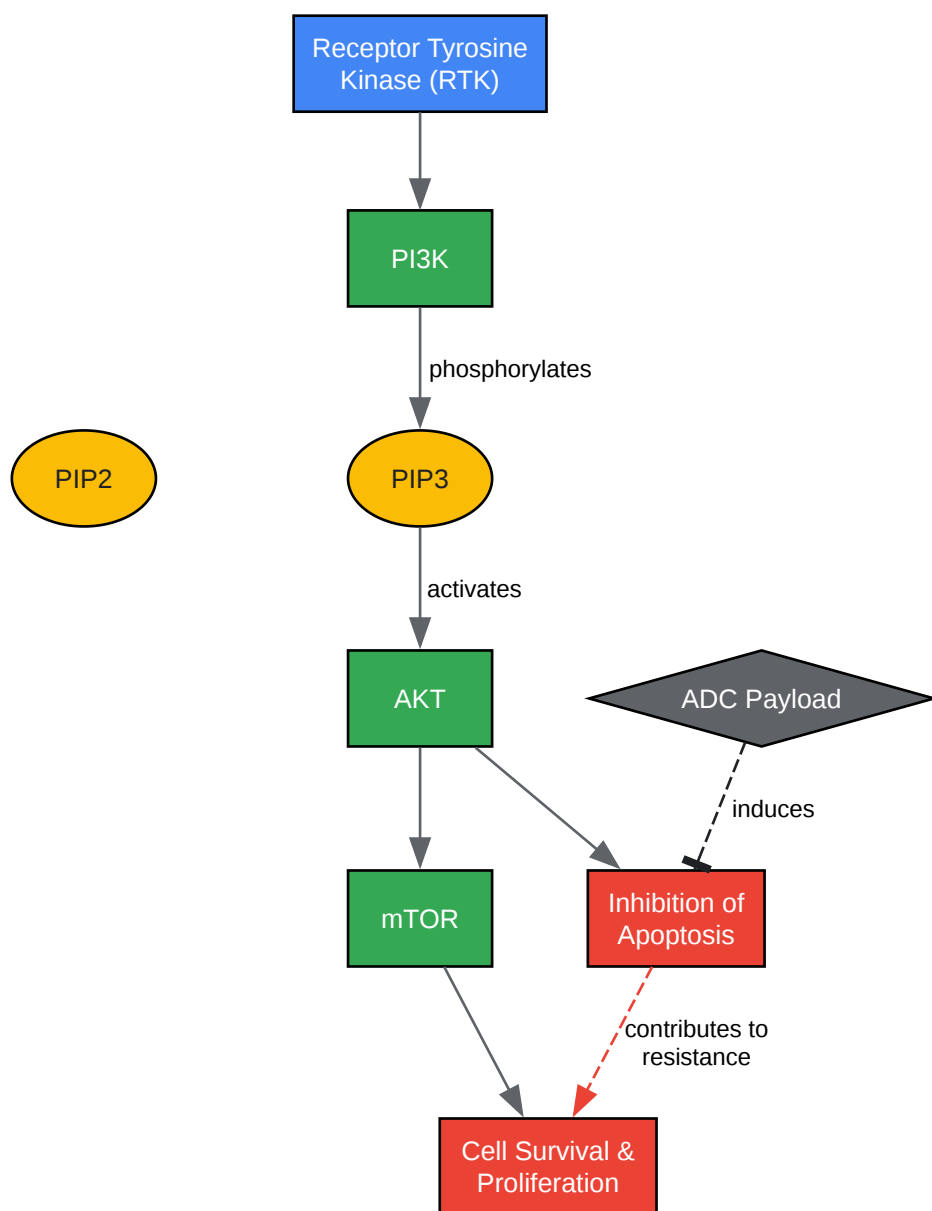 Receptor Tyrosine
Kinase (RTK)
PI3K
phosphorylates
PIP2
PIP3
activates
AKT
ADC Payload
induces
mTOR
Inhibition of
Apoptosis
contributes to
resistance
Cell Survival &
Proliferation